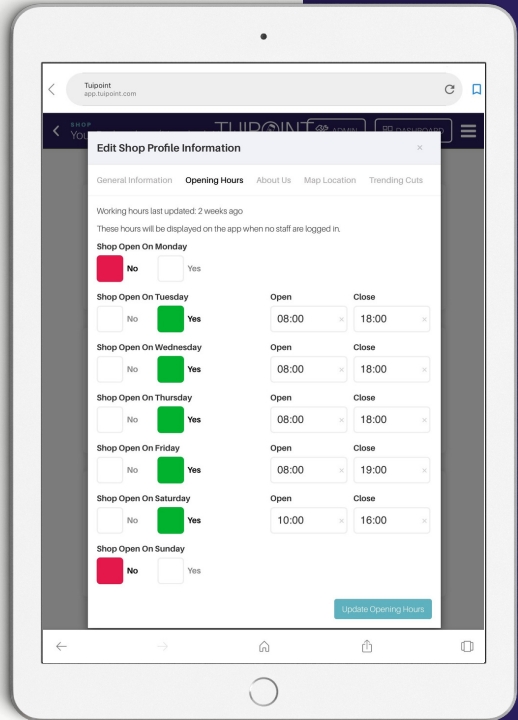 Tuipoint
app.tuipoint.com
SHOP
You
TUIPOINT
ADMIN
DASHBOARD
Edit Shop Profile Information
General Information Opening Hours About Us Map Location Trending Cuts
Working hours last updated: 2 weeks ago
These hours will be displayed on the app when no staff are logged in.
Shop Open On Monday
No Yes
Shop Open On Tuesday Open Close
No Yes 08:00 18:00
Shop Open On Wednesday Open Close
No Yes 08:00 18:00
Shop Open On Thursday Open Close
No Yes 08:00 18:00
Shop Open On Friday Open Close
No Yes 08:00 19:00
Shop Open On Saturday Open Close
No Yes 10:00 16:00
Shop Open On Sunday
No Yes
Update Opening Hours